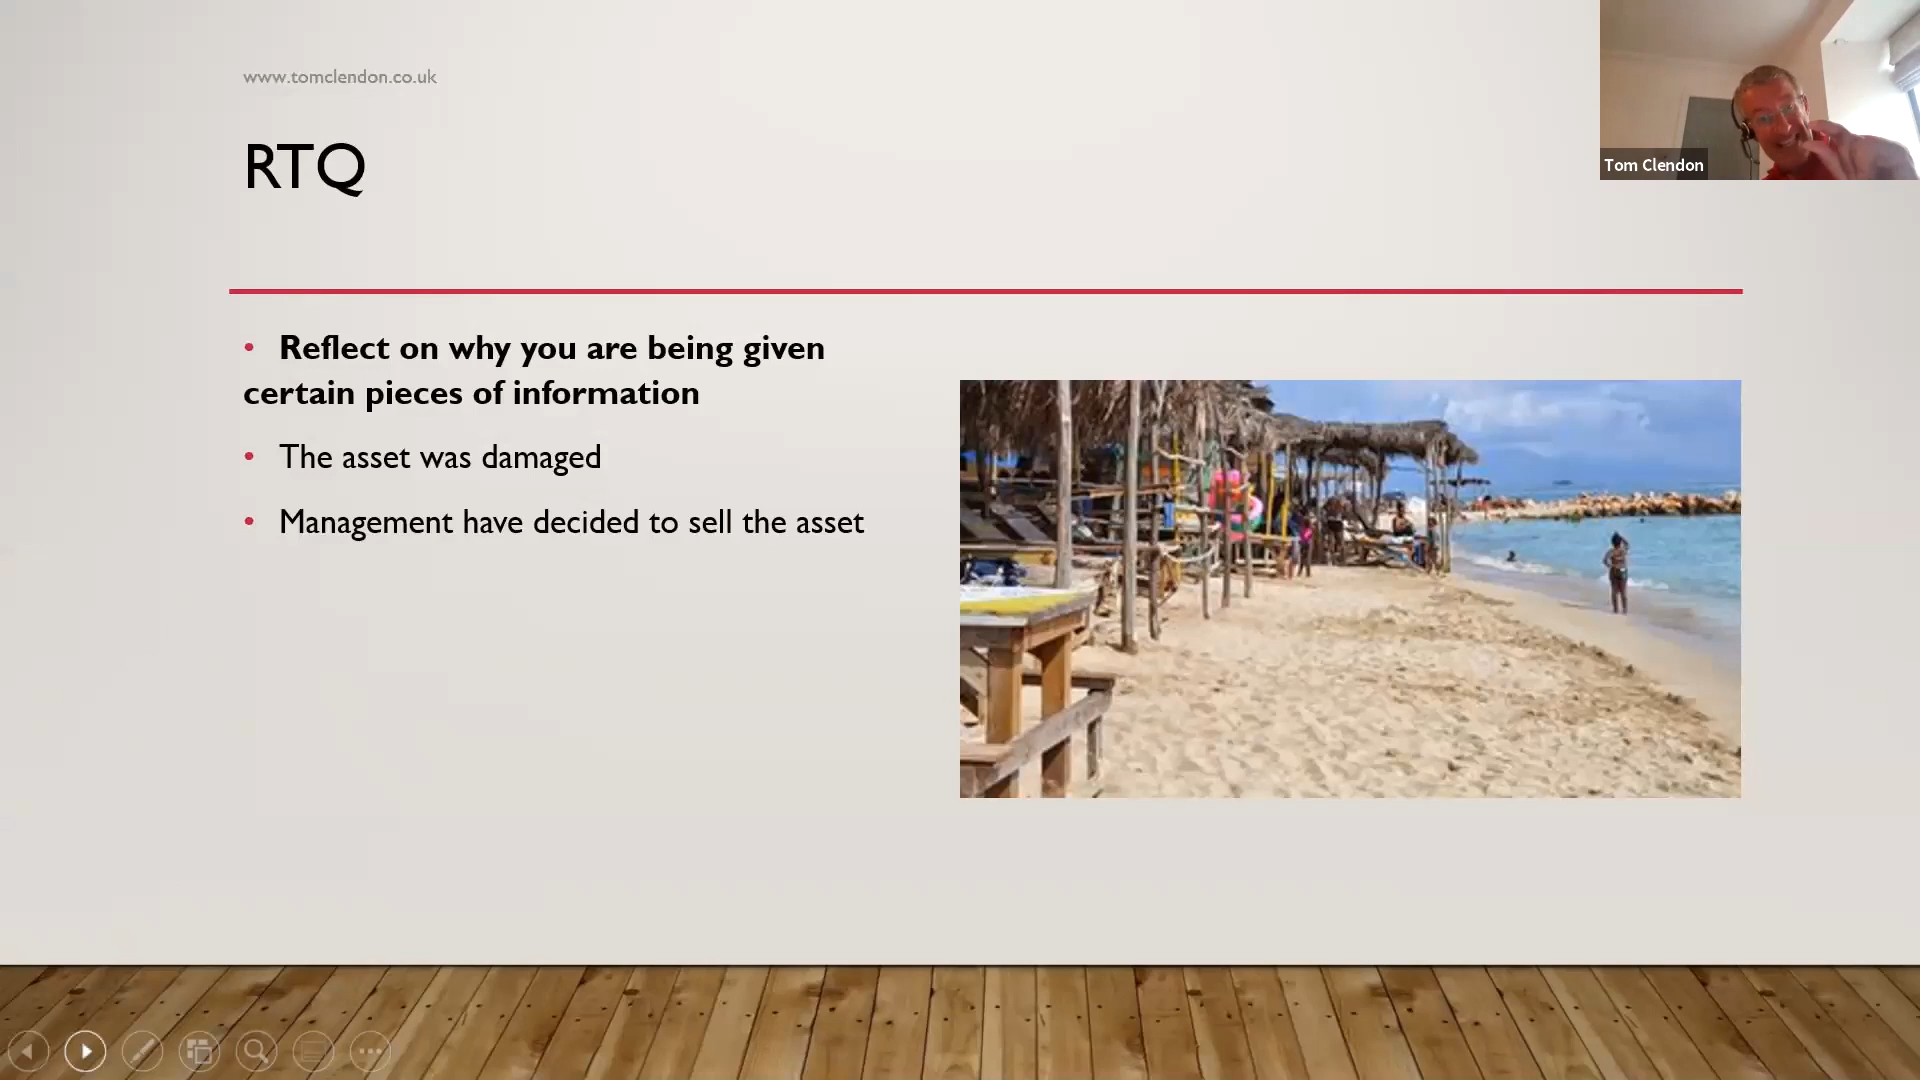 www.tomclendon.co.uk
RTQ
Tom Clendon
• Reflect on why you are being given
certain pieces of information
• The asset was damaged
• Management have decided to sell the asset